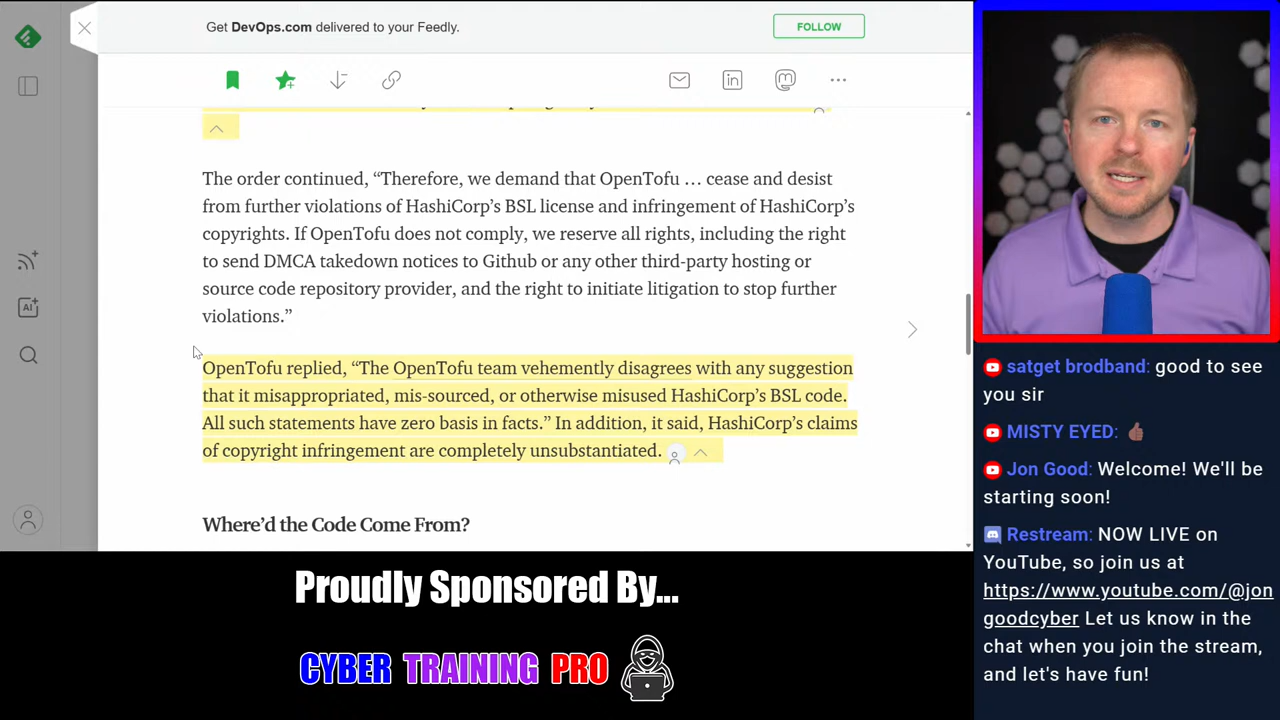 Get DevOps.com delivered to your Feedly.
FOLLOW
The order continued, “Therefore, we demand that OpenTofu … cease and desist
from further violations of HashiCorp’s BSL license and infringement of HashiCorp’s
copyrights. If OpenTofu does not comply, we reserve all rights, including the right
to send DMCA takedown notices to Github or any other third-party hosting or
source code repository provider, and the right to initiate litigation to stop further
violations.”
OpenTofu replied, “The OpenTofu team vehemently disagrees with any suggestion
that it misappropriated, mis-sourced, or otherwise misused HashiCorp’s BSL code.
All such statements have zero basis in facts.” In addition, it said, HashiCorp’s claims
of copyright infringement are completely unsubstantiated.
Where’d the Code Come From?
AI+
Proudly Sponsored By...
CYBER TRAINING PRO
satget brodband: good to see
you sir
MISTY EYED:
Jon Good: Welcome! We'll be
starting soon!
Restream: NOW LIVE on
YouTube, so join us at
https://www.youtube.com/@jon
goodcyber Let us know in the
chat when you join the stream,
and let's have fun!